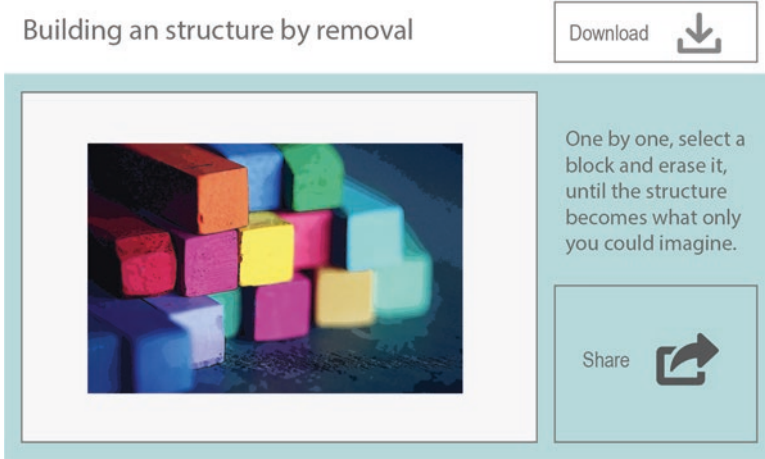 Building an structure by removal
Download
One by one, select a
block and erase it,
until the structure
becomes what only
you could imagine.
Share